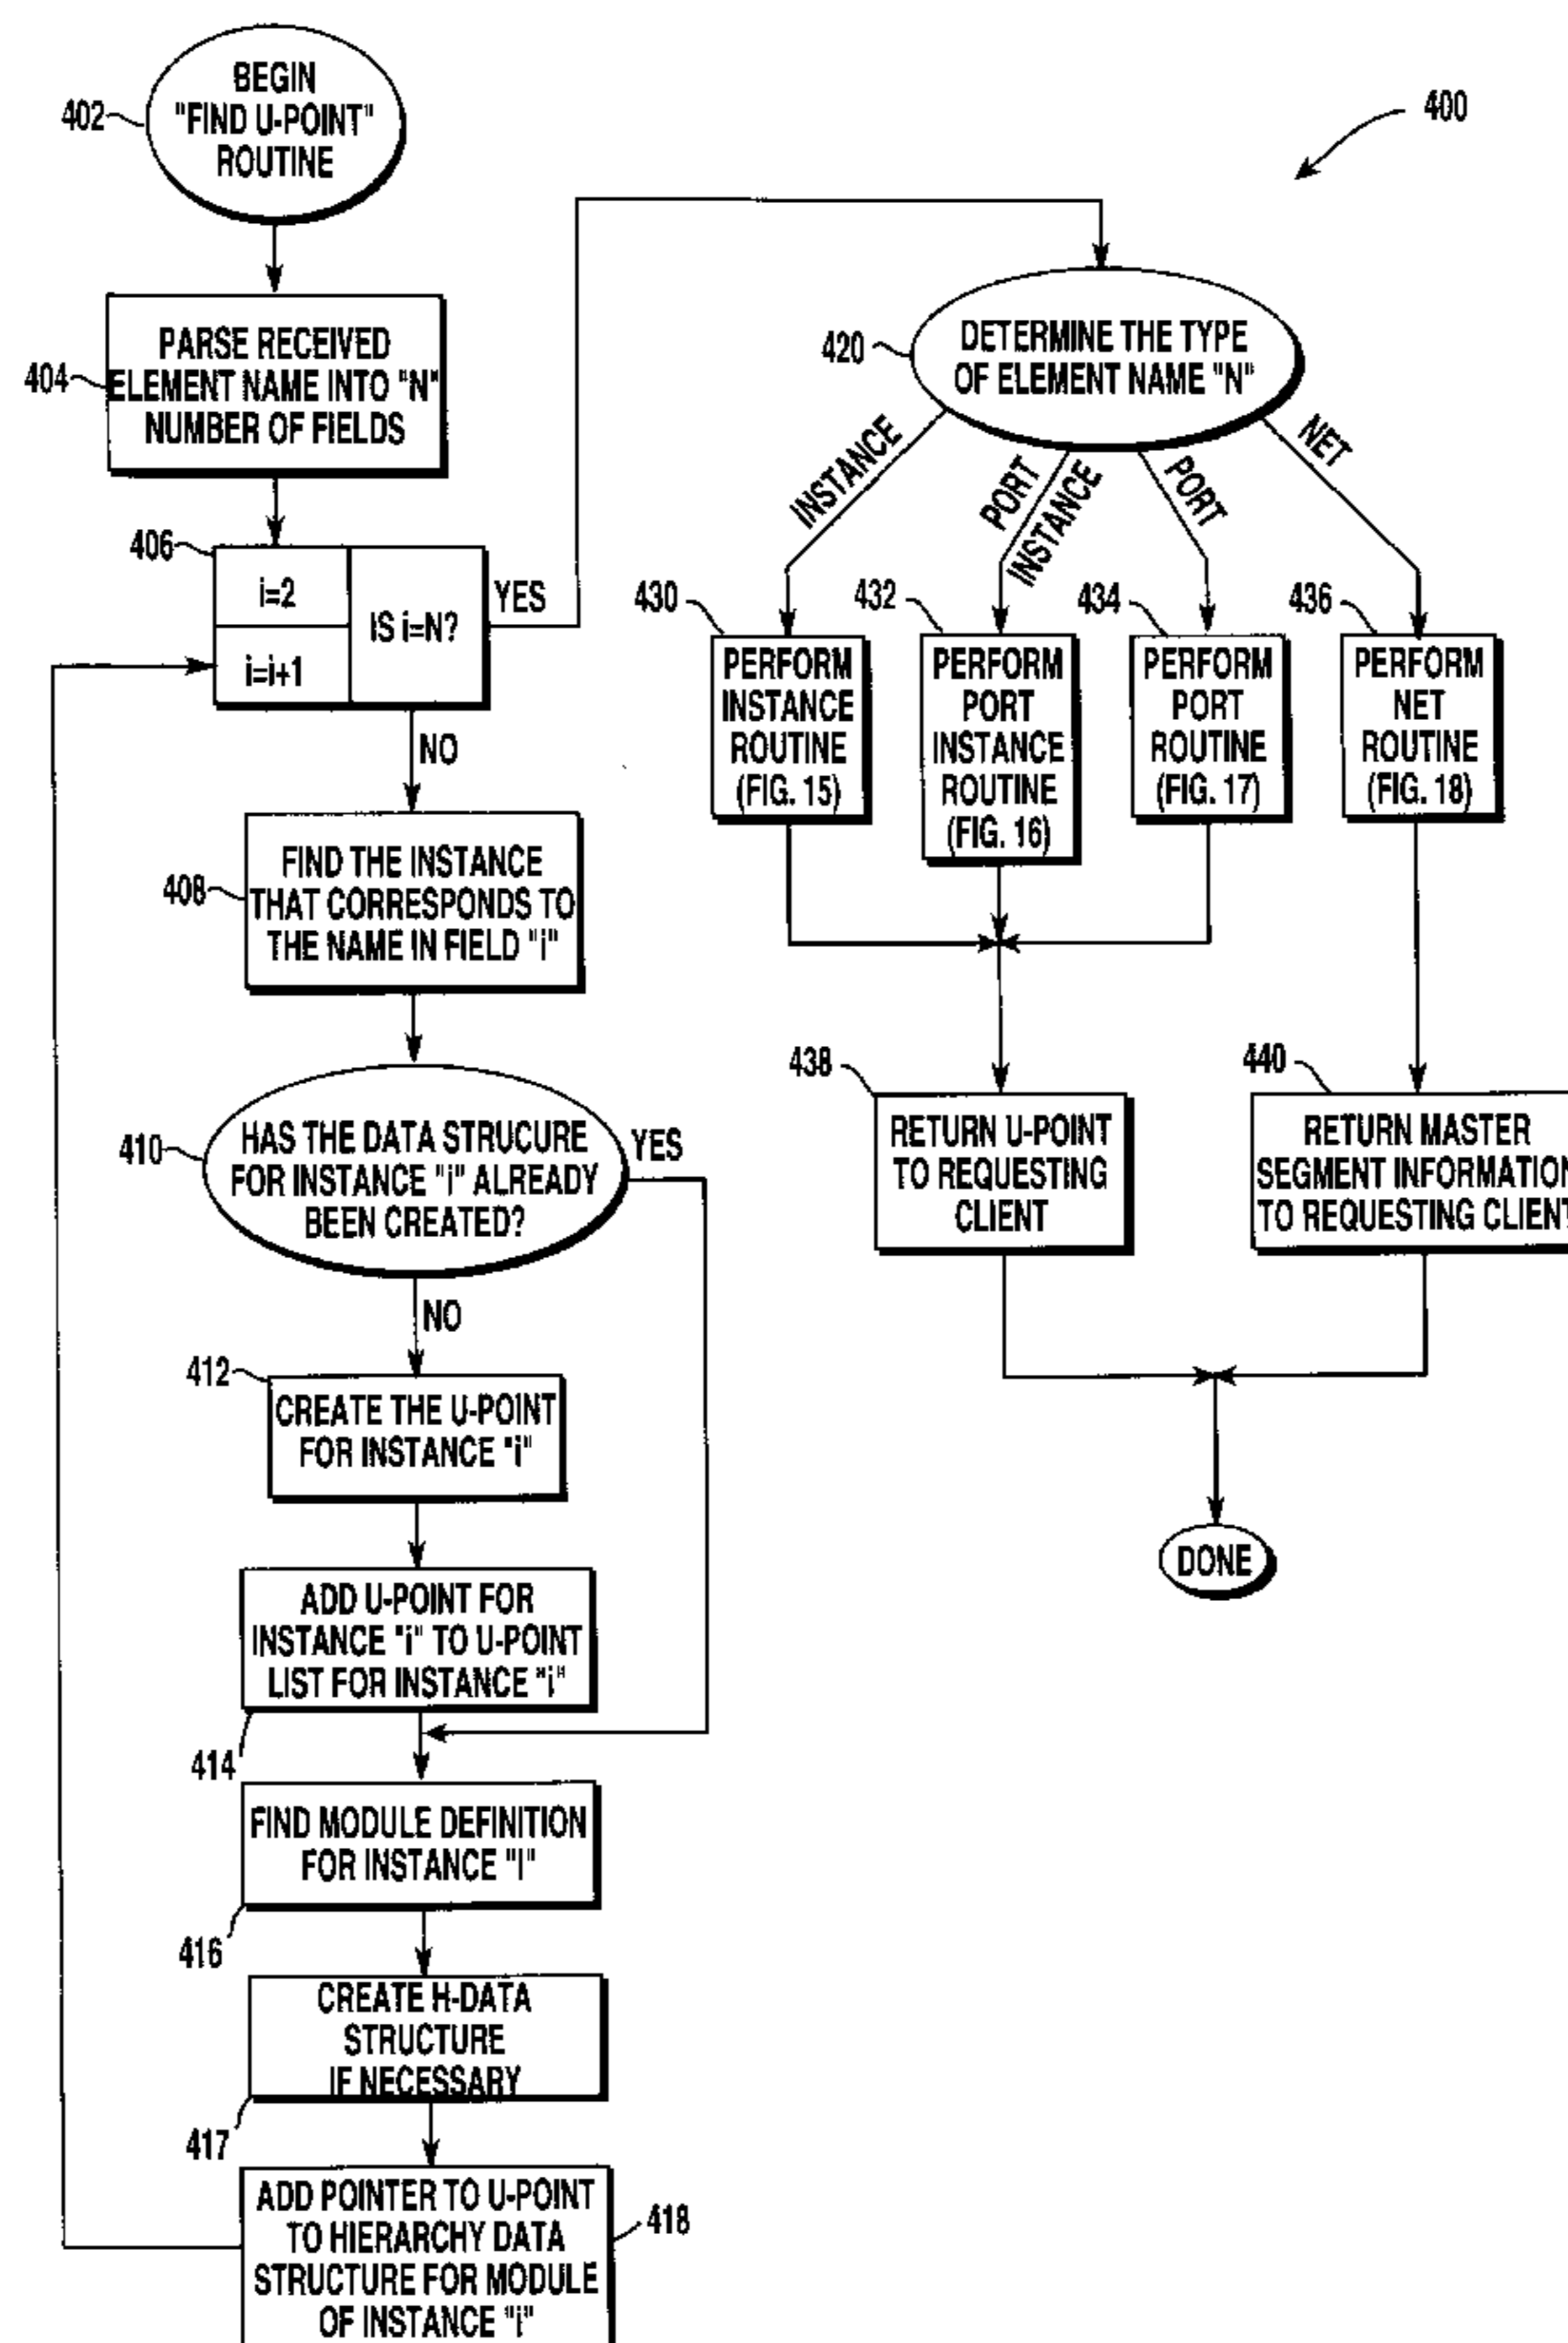 400
402
BEGIN
"FIND U-POINT"
ROUTINE
404
PARSE RECEIVED
ELEMENT NAME INTO "N"
NUMBER OF FIELDS
406
i=2
i=i+1
IS i=N?
YES
NO
408
FIND THE INSTANCE
THAT CORRESPONDS TO
THE NAME IN FIELD "i"
410
HAS THE DATA STRUCURE
FOR INSTANCE "i" ALREADY
BEEN CREATED?
YES
NO
412
CREATE THE U-POINT
FOR INSTANCE "i"
414
ADD U-POINT FOR
INSTANCE "i" TO U-POINT
LIST FOR INSTANCE "i"
416
FIND MODULE DEFINITION
FOR INSTANCE "I"
417
CREATE H-DATA
STRUCTURE
IF NECESSARY
418
ADD POINTER TO U-POINT
TO HIERARCHY DATA
STRUCTURE FOR MODULE
OF INSTANCE "i"
420
DETERMINE THE TYPE
OF ELEMENT NAME "N"
INSTANCE
PORT
INSTANCE
PORT
NET
430
PERFORM
INSTANCE
ROUTINE
(FIG. 15)
432
PERFORM
PORT
INSTANCE
ROUTINE
(FIG. 16)
434
PERFORM
PORT
ROUTINE
(FIG. 17)
436
PERFORM
NET
ROUTINE
(FIG. 18)
438
RETURN U-POINT
TO REQUESTING
CLIENT
440
RETURN MASTER
SEGMENT INFORMATION
TO REQUESTING CLIENT
DONE